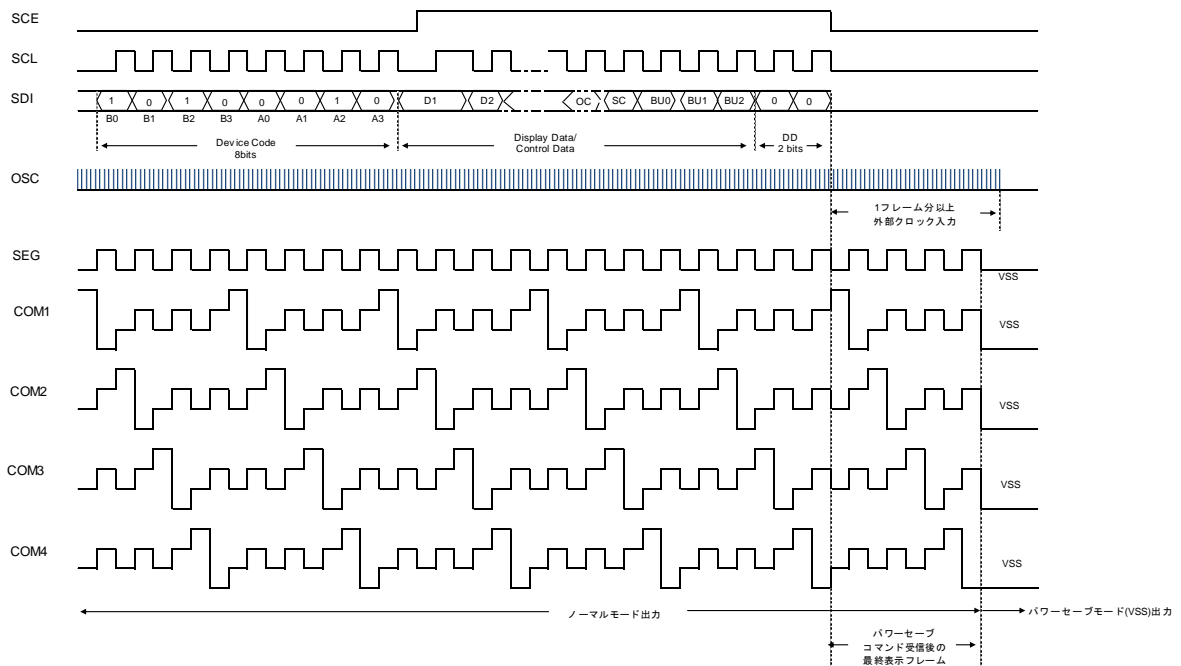 SCE
SCL
SDI
1 0 1 0 0 0 1 0 D1 D2 OC SC BU0 BU1 BU2 0 0
B0 B1 B2 B3 A0 A1 A2 A3
Device Code
8bits
Display Data/
Control Data
DD
2 bits
OSC
1フレーム分以上
外部クロック入力
SEG
VSS
COM1
VSS
COM2
VSS
COM3
VSS
COM4
VSS
ノーマルモード出力
パワーセーブモード(VSS)出力
パワーセーブ
コマンド受信後の
最終表示フレーム